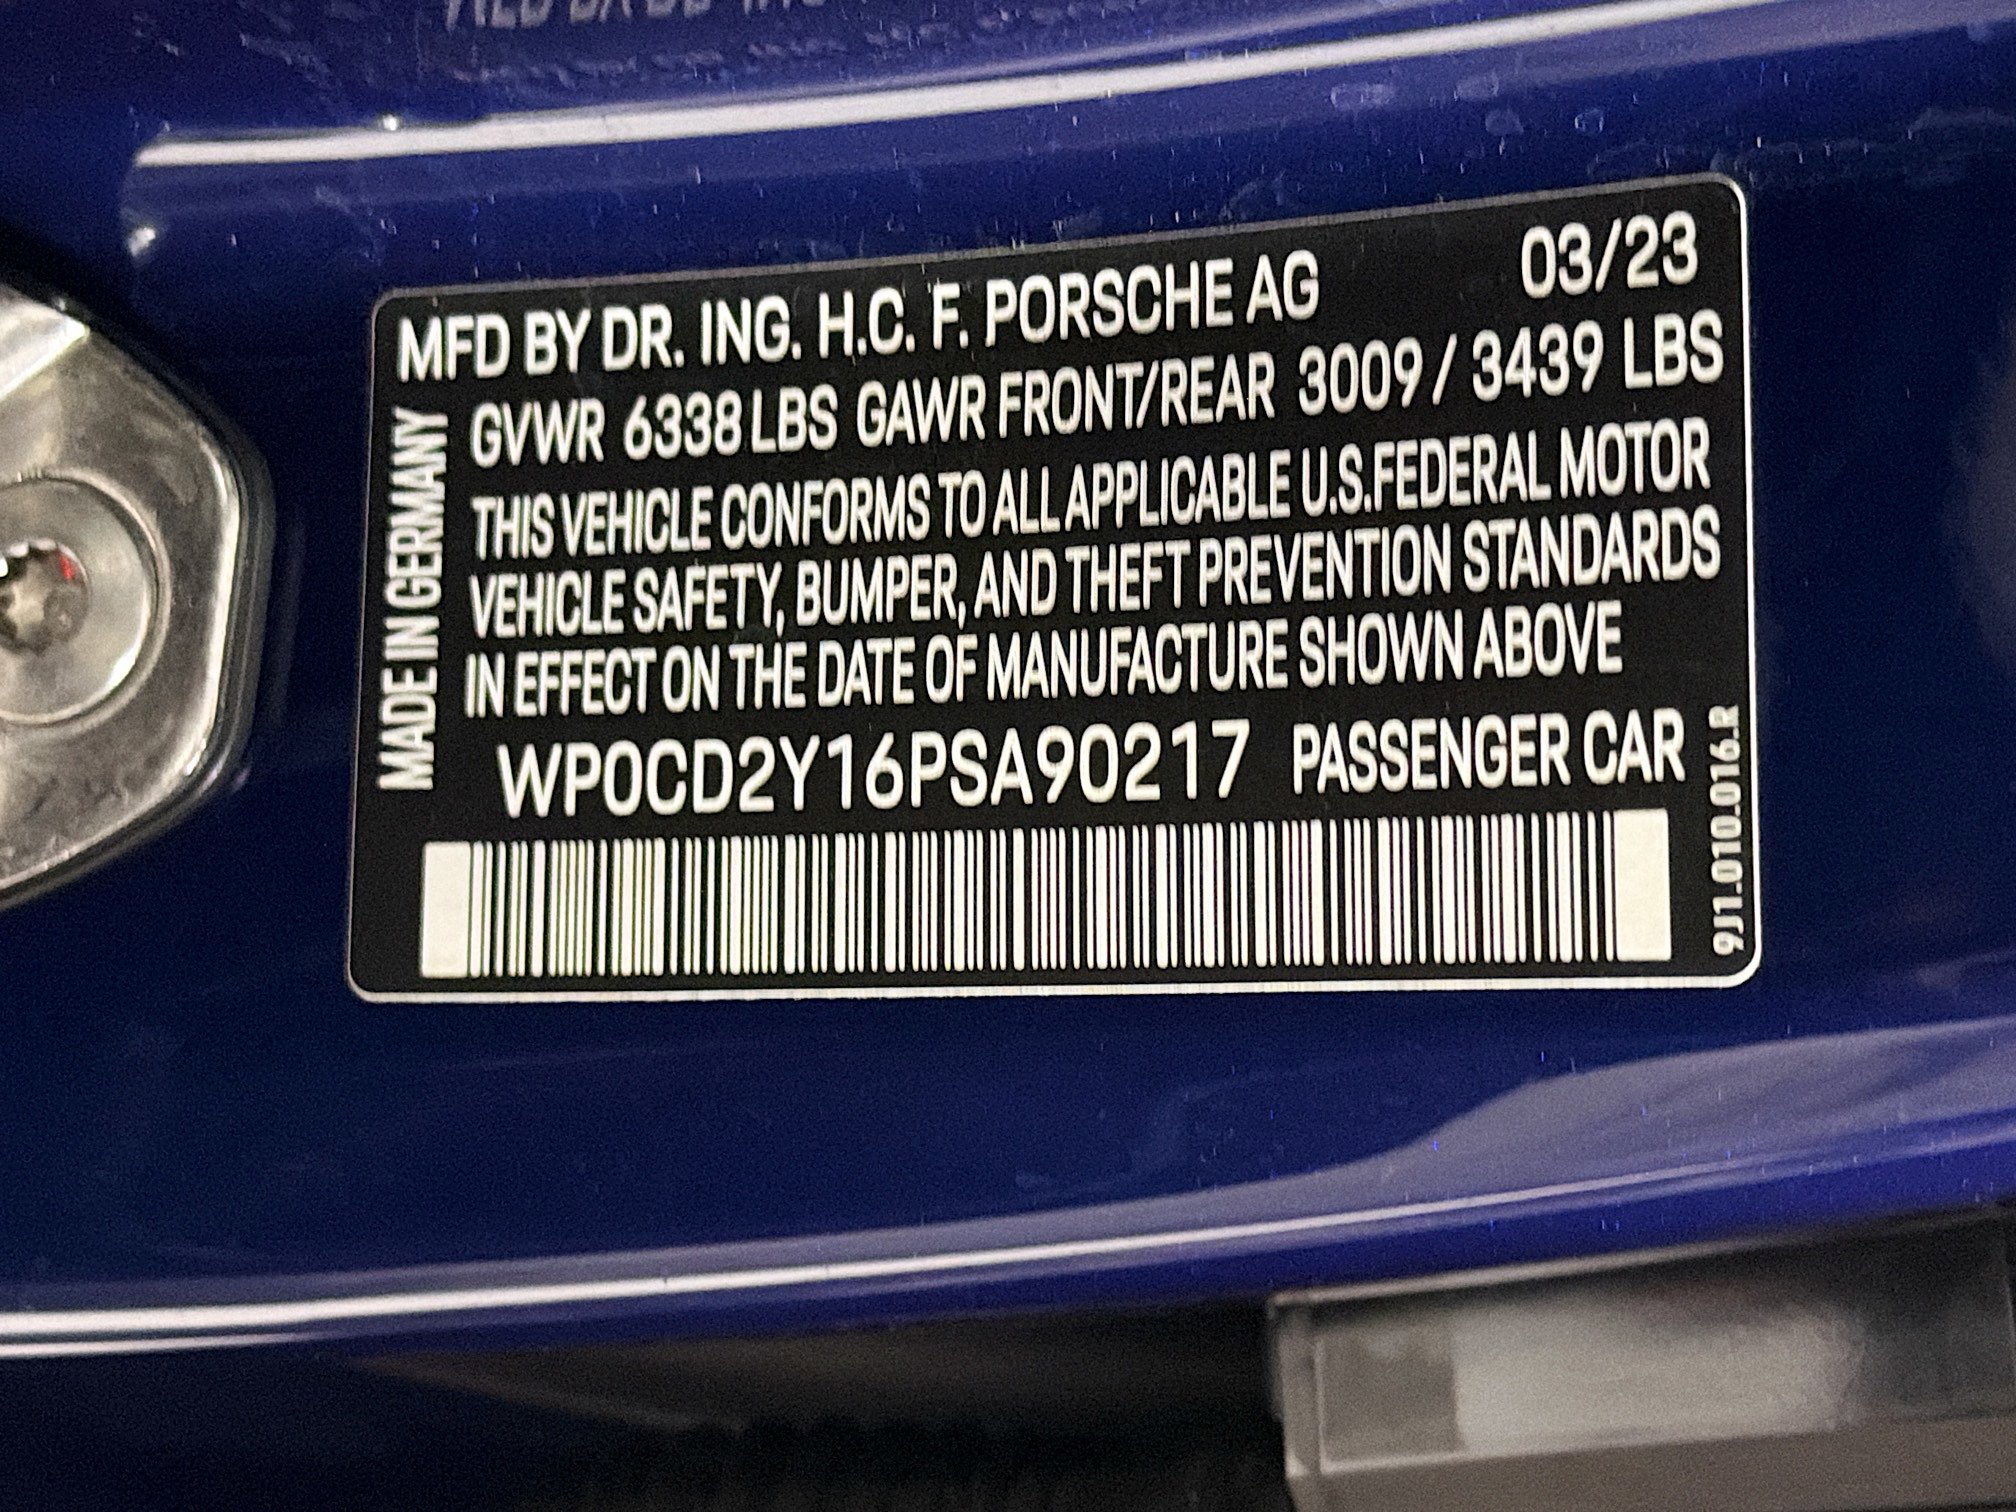 MFD BY DR. ING. H.C. F. PORSCHE AG 03/23
GVWR 6338 LBS GAWR FRONT/REAR 3009 / 3439 LBS
THIS VEHICLE CONFORMS TO ALL APPLICABLE U.S.FEDERAL MOTOR
VEHICLE SAFETY, BUMPER, AND THEFT PREVENTION STANDARDS
IN EFFECT ON THE DATE OF MANUFACTURE SHOWN ABOVE
WP0CD2Y16PSA90217 PASSENGER CAR
MADE IN GERMANY
9J1.010.016.R